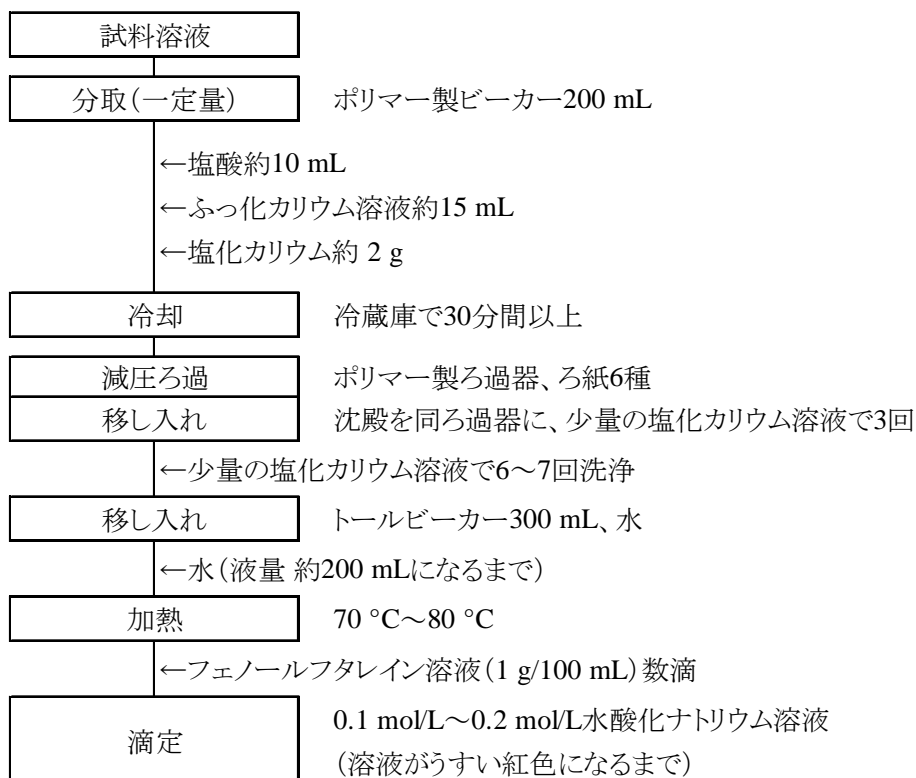 試料溶液
分取(一定量) ポリマー製ビーカー200 mL
←塩酸約10 mL
←ふっ化カリウム溶液約15 mL
←塩化カリウム約 2 g
冷却 冷蔵庫で30分間以上
減圧ろ過 ポリマー製ろ過器、ろ紙6種
移し入れ 沈殿を同ろ過器に、少量の塩化カリウム溶液で3回
←少量の塩化カリウム溶液で6～7回洗浄
移し入れ トールビーカー300 mL、水
←水(液量 約200 mLになるまで)
加熱 70 °C～80 °C
←フェノールフタレイン溶液(1 g/100 mL)数滴
滴定 0.1 mol/L～0.2 mol/L水酸化ナトリウム溶液
(溶液がうすい紅色になるまで)